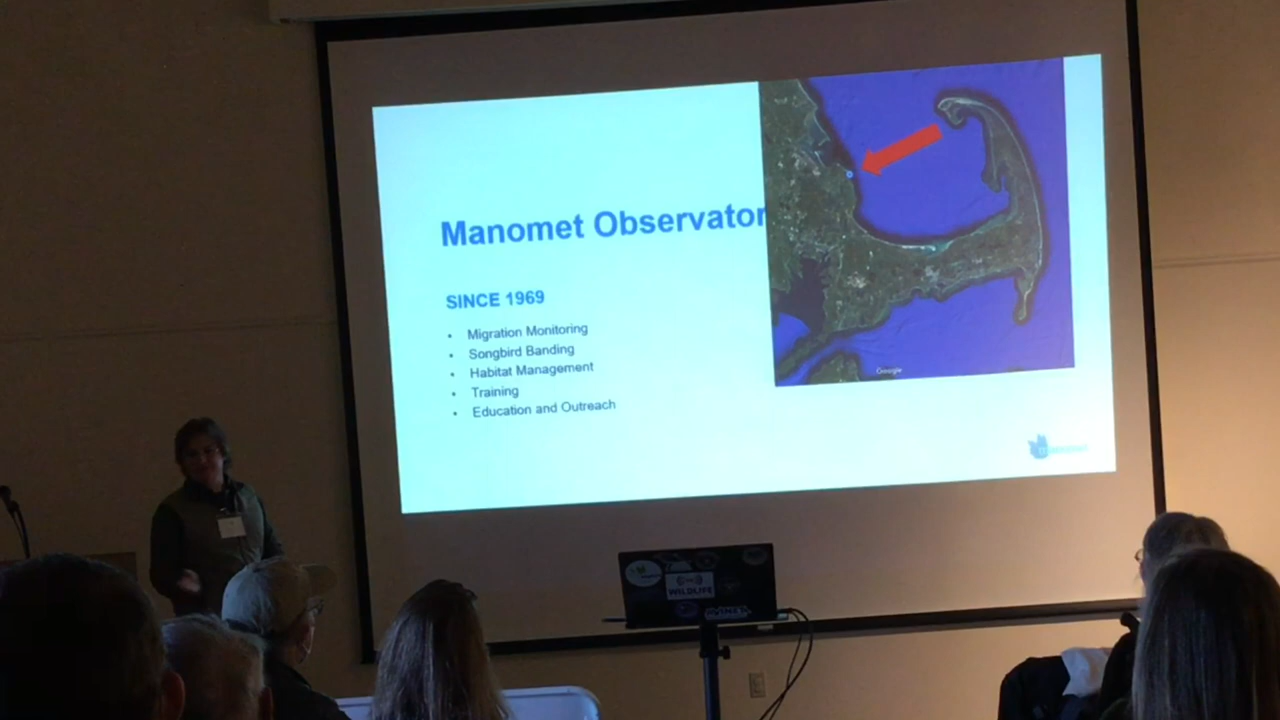 Manomet Observator
SINCE 1969
• Migration Monitoring
• Songbird Banding
• Habitat Management
• Training
• Education and Outreach
Google
WILDLIFE